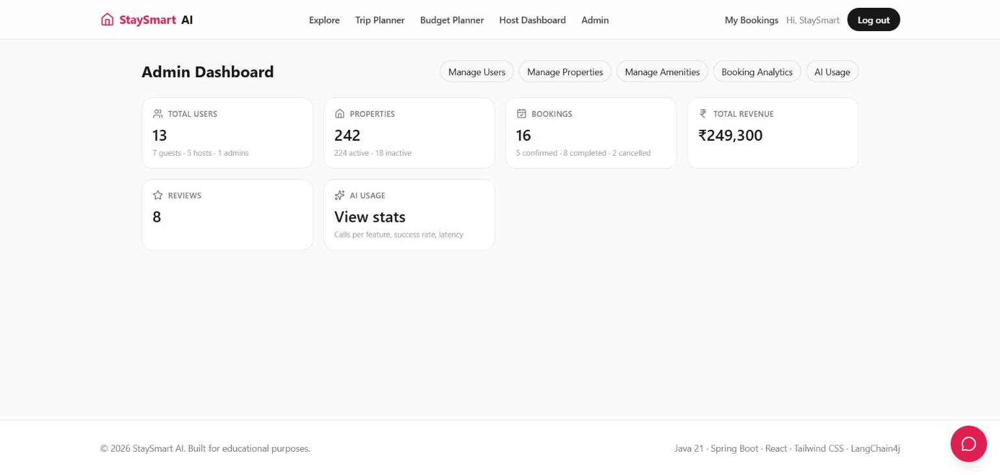 StaySmart AI
Explore
Trip Planner
Budget Planner
Host Dashboard
Admin
My Bookings
Hi, StaySmart
Log out
Admin Dashboard
Manage Users
Manage Properties
Manage Amenities
Booking Analytics
AI Usage
TOTAL USERS
13
7 guests · 5 hosts · 1 admins
PROPERTIES
242
224 active · 18 inactive
BOOKINGS
16
5 confirmed · 8 completed · 2 cancelled
TOTAL REVENUE
₹249,300
REVIEWS
8
AI USAGE
View stats
Calls per feature, success rate, latency
© 2026 StaySmart AI. Built for educational purposes.
Java 21 · Spring Boot · React · Tailwind CSS · LangChain4j